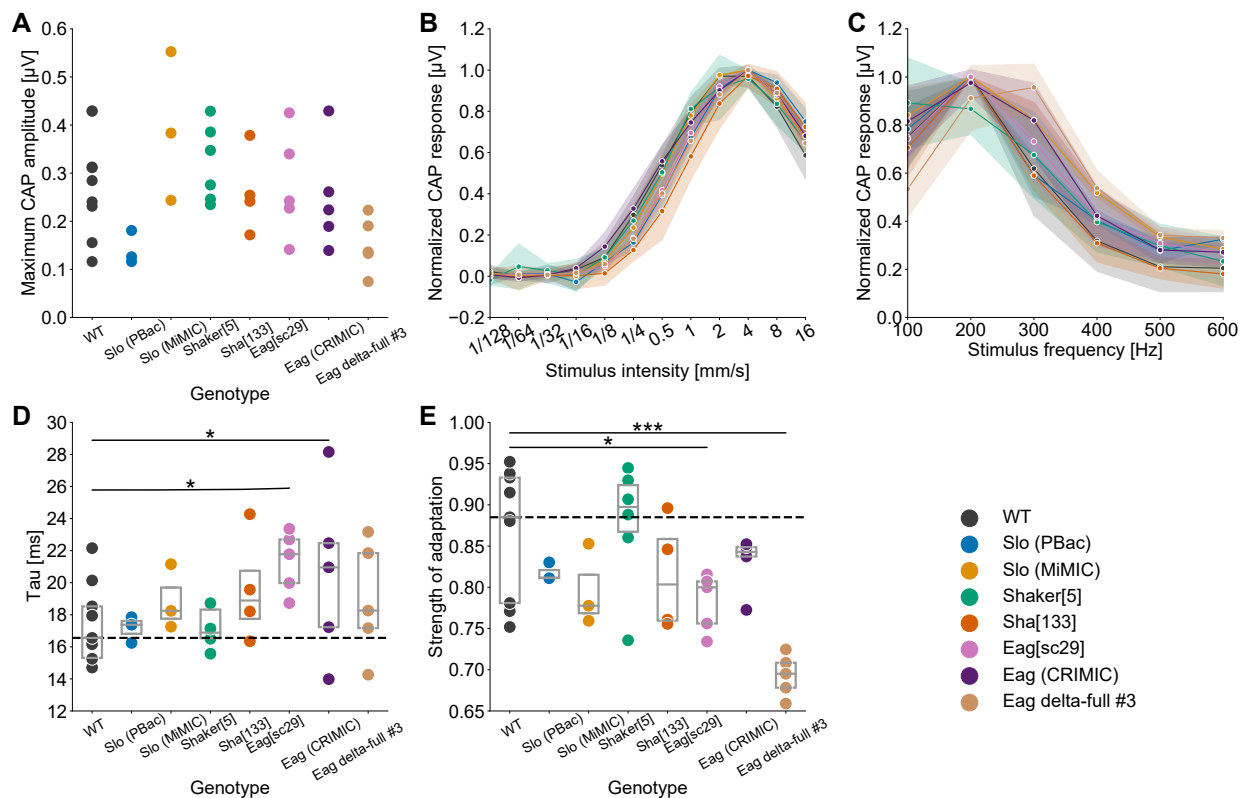 A
Maximum CAP amplitude [µV]
0.6
0.5
0.4
0.3
0.2
0.1
0.0
WT
Slo (PBac)
Slo (MiMIC)
Shaker[5]
Sha[133]
Eag[sc29]
Eag (CRIMIC)
Eag delta-full #3
Genotype
B
Normalized CAP response [µV]
1.2
1.0
0.8
0.6
0.4
0.2
0.0
−0.2
1/128
1/64
1/32
1/16
1/8
1/4
0.5
1
2
4
8
16
Stimulus intensity [mm/s]
C
Normalized CAP response [µV]
1.2
1.0
0.8
0.6
0.4
0.2
0.0
100 200 300 400 500 600
Stimulus frequency [Hz]
D
Tau [ms]
30
28
26
24
22
20
18
16
14
12
*
*
WT
Slo (PBac)
Slo (MiMIC)
Shaker[5]
Sha[133]
Eag[sc29]
Eag (CRIMIC)
Eag delta-full #3
Genotype
E
Strength of adaptation
1.00
0.95
0.90
0.85
0.80
0.75
0.70
0.65
***
*
WT
Slo (PBac)
Slo (MiMIC)
Shaker[5]
Sha[133]
Eag[sc29]
Eag (CRIMIC)
Eag delta-full #3
Genotype
WT
Slo (PBac)
Slo (MiMIC)
Shaker[5]
Sha[133]
Eag[sc29]
Eag (CRIMIC)
Eag delta-full #3